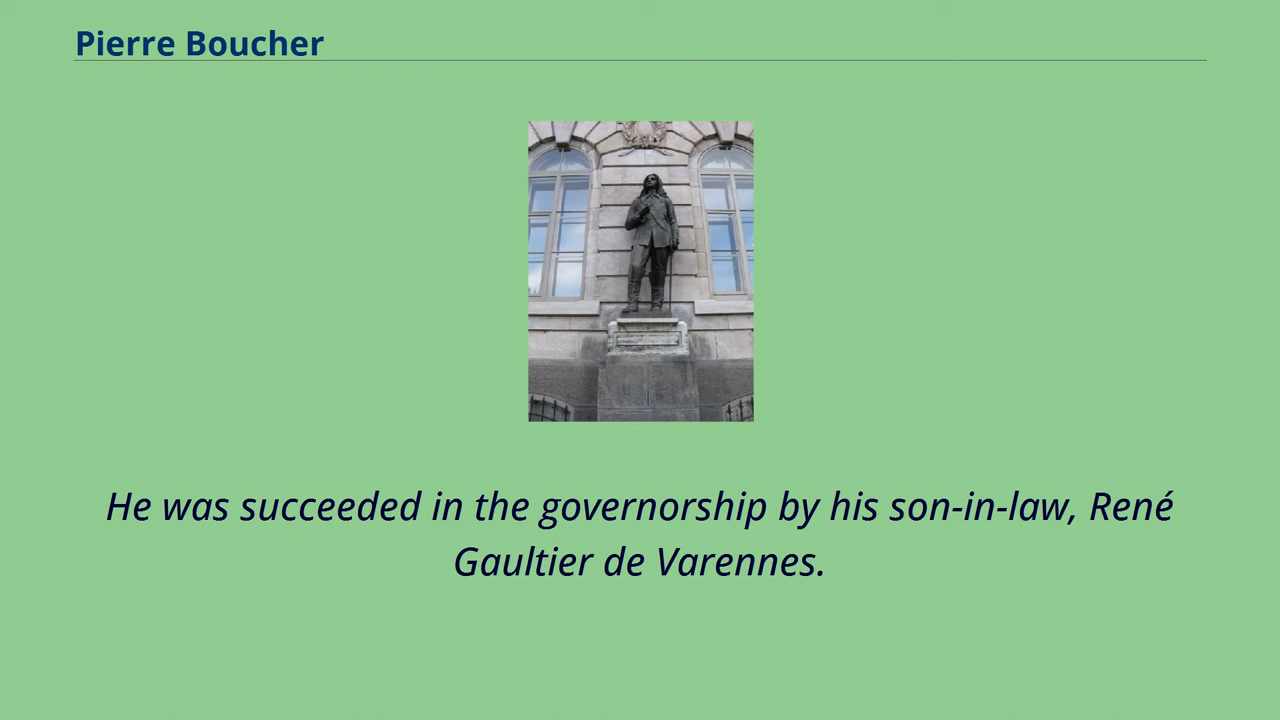 Pierre Boucher
He was succeeded in the governorship by his son-in-law, René
Gaultier de Varennes.